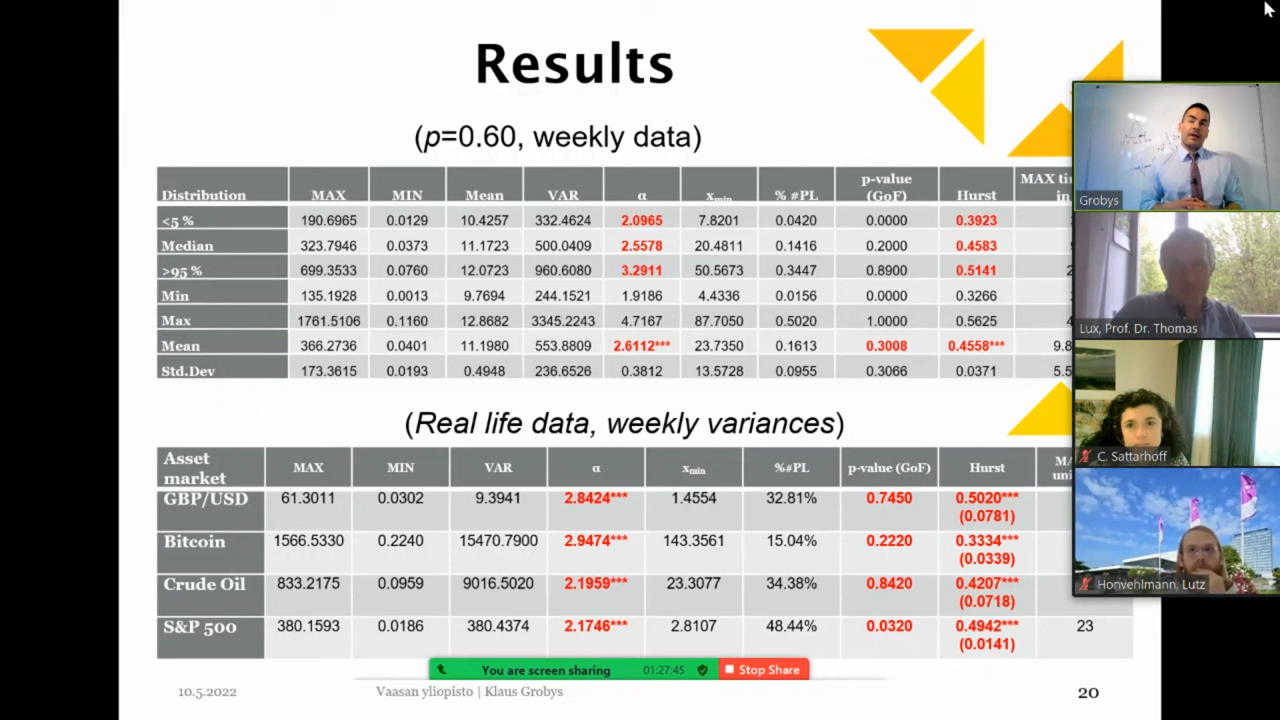 Results
(p=0.60, weekly data)
Distribution MAX MIN Mean VAR α xmin % #PL p-value (GoF) Hurst MAX
<5 % 190.6965 0.0129 10.4257 332.4624 2.0965 7.8201 0.0420 0.0000 0.3923
Median 323.7946 0.0373 11.1723 500.0409 2.5578 20.4811 0.1416 0.2000 0.4583
>95 % 699.3533 0.0760 12.0723 960.6080 3.2911 50.5673 0.3447 0.8900 0.5141
Min 135.1928 0.0013 9.7694 244.1521 1.9186 4.4336 0.0156 0.0000 0.3266
Max 1761.5106 0.1160 12.8682 3345.2243 4.7167 87.7050 0.5020 1.0000 0.5625
Mean 366.2736 0.0401 11.1980 553.8809 2.6112*** 23.7350 0.1613 0.3008 0.4558*** 9.8
Std.Dev 173.3615 0.0193 0.4948 236.6526 0.3812 13.5728 0.0955 0.3066 0.0371 5.5
(Real life data, weekly variances)
Asset market MAX MIN VAR α xmin %#PL p-value (GoF) Hurst
GBP/USD 61.3011 0.0302 9.3941 2.8424*** 1.4554 32.81% 0.7450 0.5020***
(0.0781)
Bitcoin 1566.5330 0.2240 15470.7900 2.9474*** 143.3561 15.04% 0.2220 0.3334***
(0.0339)
Crude Oil 833.2175 0.0959 9016.5020 2.1959*** 23.3077 34.38% 0.8420 0.4207***
(0.0718)
S&P 500 380.1593 0.0186 380.4374 2.1746*** 2.8107 48.44% 0.0320 0.4942*** 23
(0.0141)
You are screen sharing 01:27:45 Stop Share
10.5.2022 Vaasan yliopisto | Klaus Grobys 20
Grobys
Lux, Prof. Dr. Thomas
C. Sattarhoff
Honvehlmann, Lutz